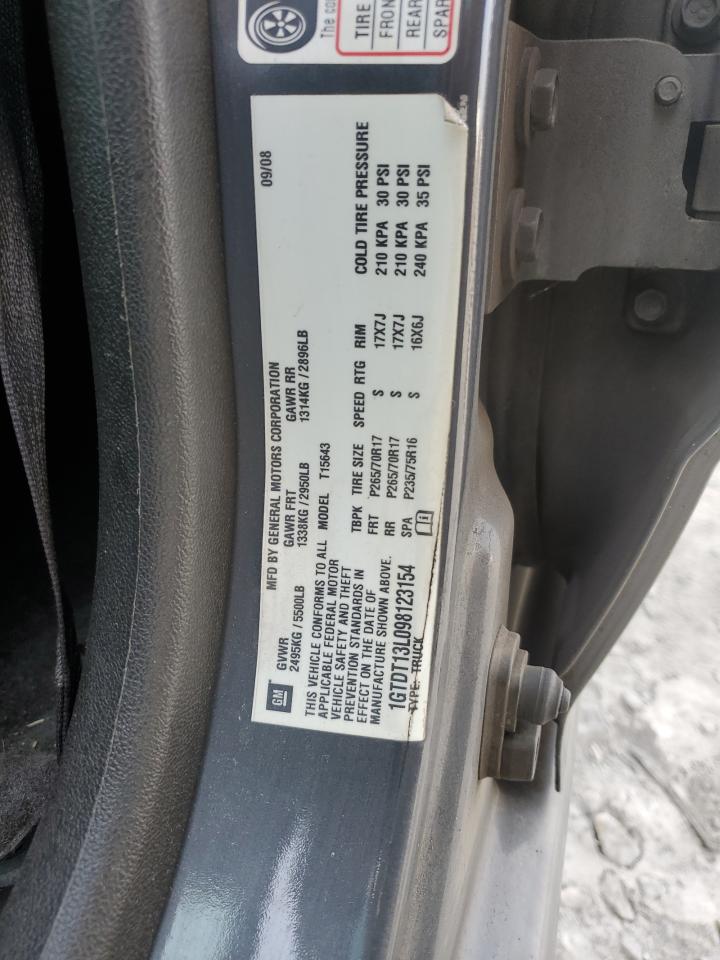 The co
TIRE
FRON
REAR
SPAR
GM
MFD BY GENERAL MOTORS CORPORATION 09/08
GVWR GAWR FRT GAWR RR
2495KG / 5500LB 1338KG / 2950LB 1314KG / 2896LB
THIS VEHICLE CONFORMS TO ALL MODEL T15643
APPLICABLE FEDERAL MOTOR
VEHICLE SAFETY AND THEFT
PREVENTION STANDARDS IN
EFFECT ON THE DATE OF
MANUFACTURE SHOWN ABOVE.
TBPK TIRE SIZE SPEED RTG RIM COLD TIRE PRESSURE
FRT P265/70R17 S 17X7J 210 KPA 30 PSI
RR P265/70R17 S 17X7J 210 KPA 30 PSI
SPA P235/75R16 S 16X6J 240 KPA 35 PSI
1GTDT13L098123154
TYPE: TRUCK